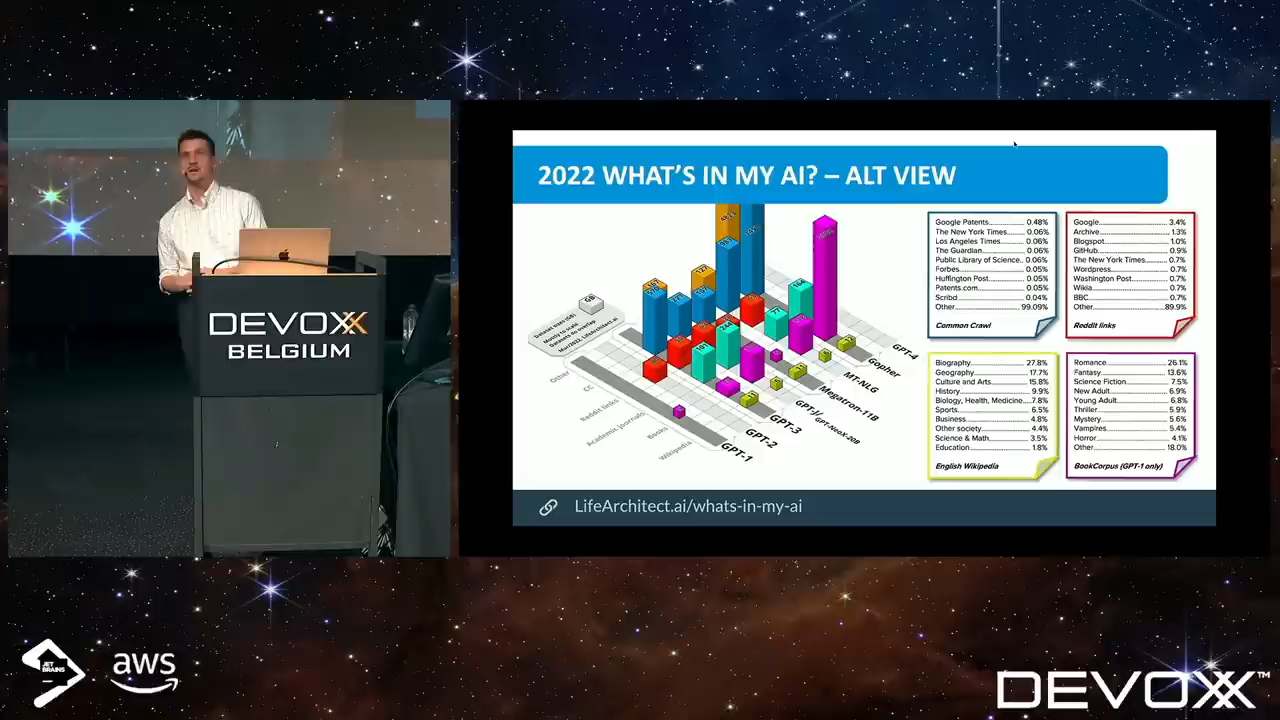 2022 WHAT'S IN MY AI? – ALT VIEW
Google Patents 0.48%
The New York Times 0.06%
Los Angeles Times 0.06%
The Guardian 0.06%
Public Library of Science 0.06%
Forbes 0.05%
Huffington Post 0.05%
Patents.com 0.05%
Scribd 0.04%
Other 99.09%
Common Crawl
Google 3.4%
Archive 1.3%
Blogspot 1.0%
GitHub 0.9%
The New York Times 0.7%
Wordpress 0.7%
Washington Post 0.7%
Wikia 0.7%
BBC 0.7%
Other 89.9%
Reddit links
Biography 27.8%
Geography 17.7%
Culture and Arts 15.8%
History 9.9%
Biology, Health, Medicine 7.8%
Sports 6.5%
Business 4.8%
Other society 4.4%
Science & Math 3.5%
Education 1.8%
English Wikipedia
Romance 26.1%
Fantasy 13.6%
Science Fiction 7.5%
New Adult 6.9%
Young Adult 6.8%
Thriller 5.9%
Mystery 5.6%
Vampires 5.4%
Horror 4.1%
Other 18.0%
BookCorpus (GPT-1 only)
Other
CC
Reddit links
Academic journals
Books
Wikipedia
GPT-1
GPT-2
GPT-3
GPT-J/GPT-NeoX-20B
Megatron-11B
MT-NLG
Gopher
GPT-4
LifeArchitect.ai/whats-in-my-ai
DEVOXX
BELGIUM
JET
BRAINS
aws
DEVOXX™